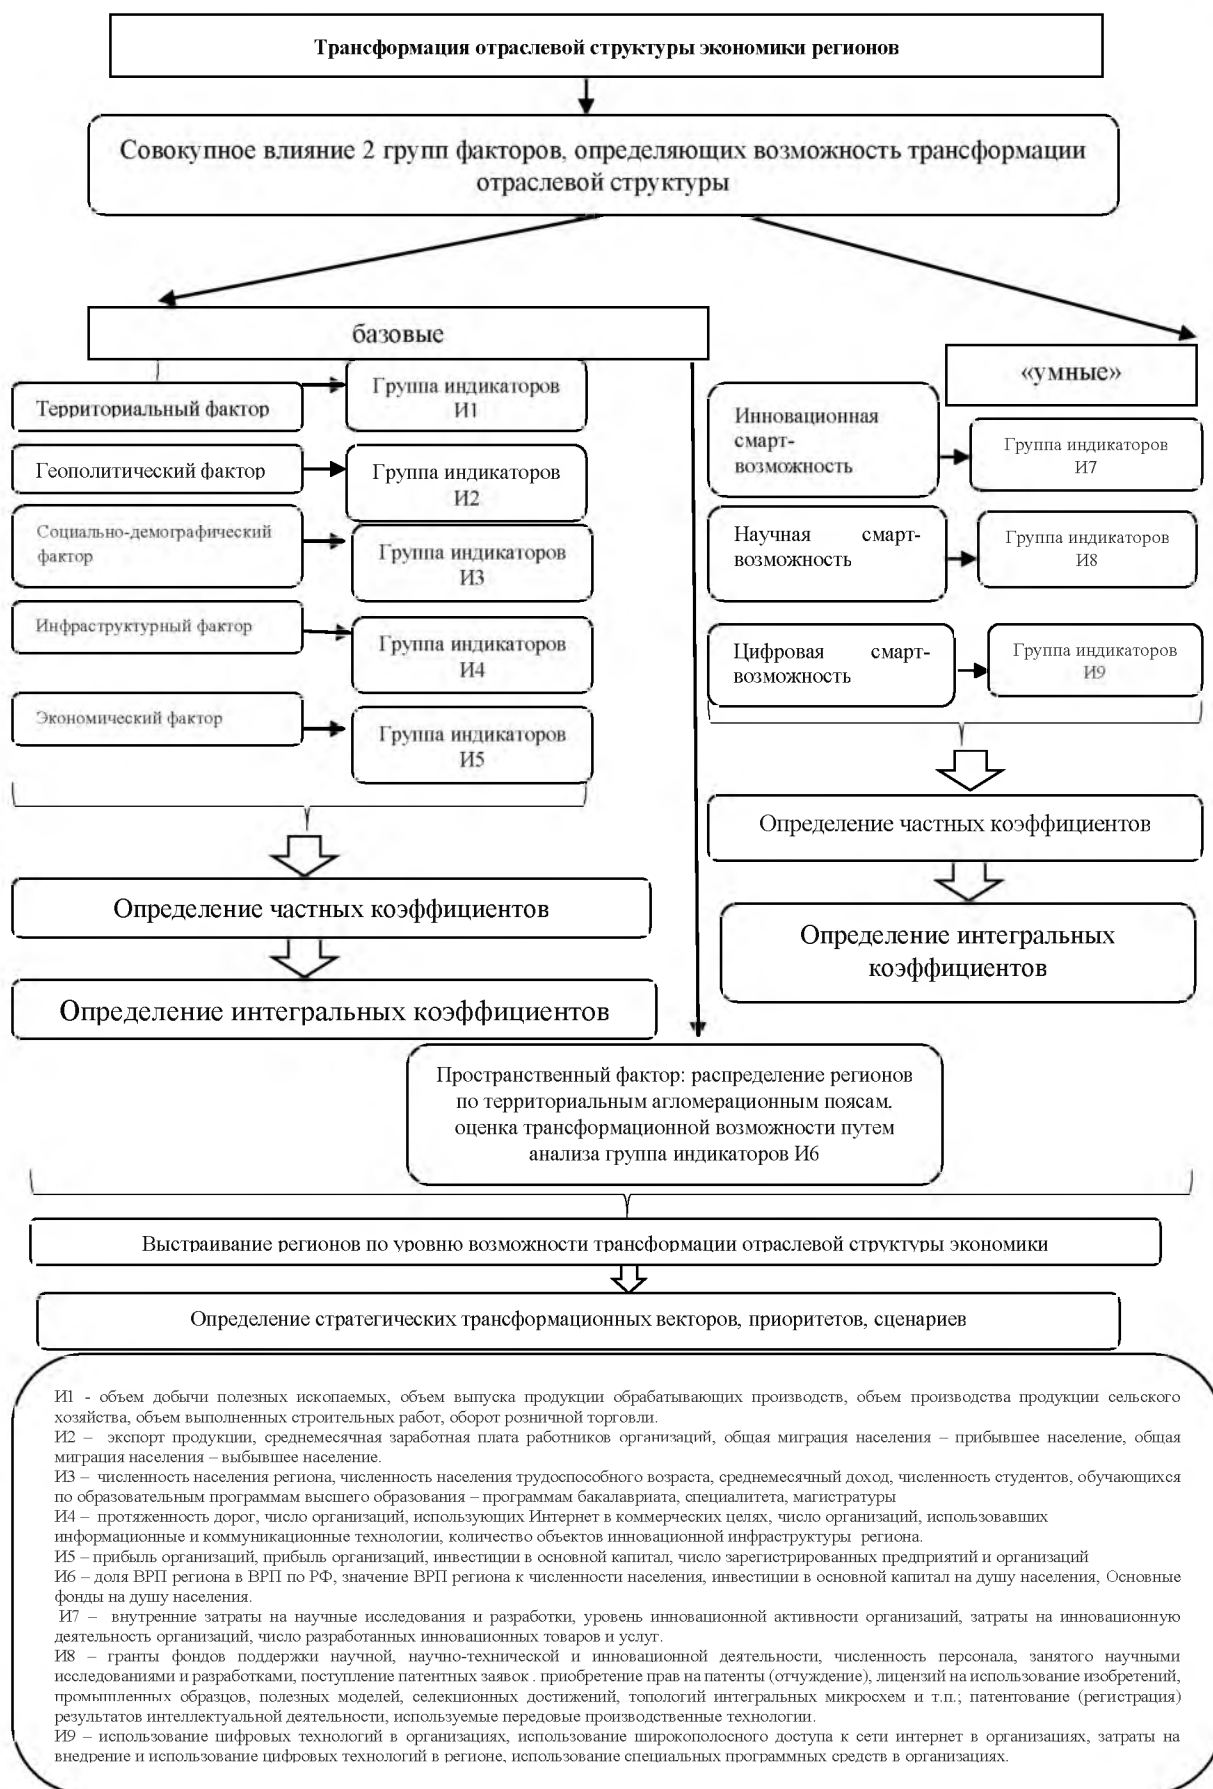 Трансформация отраслевой структуры экономики регионов
Совокупное влияние 2 групп факторов, определяющих возможность трансформации
отраслевой структуры
базовые
Территориальный фактор
Группа индикаторов
И1
Геополитический фактор
Группа индикаторов
И2
Социально-демографический
фактор
Группа индикаторов
И3
Инфраструктурный фактор
Группа индикаторов
И4
Экономический фактор
Группа индикаторов
И5
Определение частных коэффициентов
Определение интегральных коэффициентов
«умные»
Инновационная
смарт-
возможность
Группа индикаторов
И7
Научная смарт-
возможность
Группа индикаторов
И8
Цифровая смарт-
возможность
Группа индикаторов
И9
Определение частных коэффициентов
Определение интегральных
коэффициентов
Пространственный фактор: распределение регионов
по территориальным агломерационным поясам.
оценка трансформационной возможности путем
анализа группа индикаторов И6
Выстраивание регионов по уровню возможности трансформации отраслевой структуры экономики
Определение стратегических трансформационных векторов, приоритетов, сценариев
И1 - объем добычи полезных ископаемых, объем выпуска продукции обрабатывающих производств, объем производства продукции сельского
хозяйства, объем выполненных строительных работ, оборот розничной торговли.
И2 – экспорт продукции, среднемесячная заработная плата работников организаций, общая миграция населения – прибывшее население, общая
миграция населения – выбывшее население.
И3 – численность населения региона, численность населения трудоспособного возраста, среднемесячный доход, численность студентов, обучающихся
по образовательным программам высшего образования – программам бакалавриата, специалитета, магистратуры
И4 – протяженность дорог, число организаций, использующих Интернет в коммерческих целях, число организаций, использовавших
информационные и коммуникационные технологии, количество объектов инновационной инфраструктуры региона.
И5 – прибыль организаций, прибыль организаций, инвестиции в основной капитал, число зарегистрированных предприятий и организаций
И6 – доля ВРП региона в ВРП по РФ, значение ВРП региона к численности населения, инвестиции в основной капитал на душу населения, Основные
фонды на душу населения.
И7 – внутренние затраты на научные исследования и разработки, уровень инновационной активности организаций, затраты на инновационную
деятельность организаций, число разработанных инновационных товаров и услуг.
И8 – гранты фондов поддержки научной, научно-технической и инновационной деятельности, численность персонала, занятого научными
исследованиями и разработками, поступление патентных заявок . приобретение прав на патенты (отчуждение), лицензий на использование изобретений,
промышленных образцов, полезных моделей, селекционных достижений, топологий интегральных микросхем и т.п.; патентование (регистрация)
результатов интеллектуальной деятельности, используемые передовые производственные технологии.
И9 – использование цифровых технологий в организациях, использование широкополосного доступа к сети интернет в организациях, затраты на
внедрение и использование цифровых технологий в регионе, использование специальных программных средств в организациях.